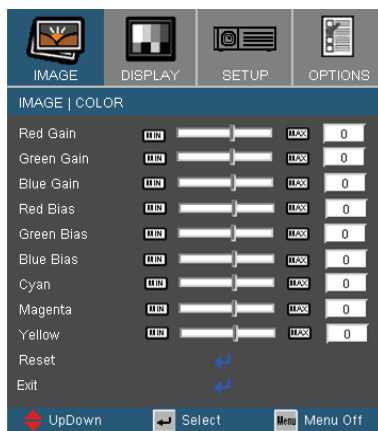 IMAGE DISPLAY SETUP OPTIONS
IMAGE | COLOR
Red Gain MIN MAX 0
Green Gain MIN MAX 0
Blue Gain MIN MAX 0
Red Bias MIN MAX 0
Green Bias MIN MAX 0
Blue Bias MIN MAX 0
Cyan MIN MAX 0
Magenta MIN MAX 0
Yellow MIN MAX 0
Reset
Exit
UpDown Select Menu Menu Off